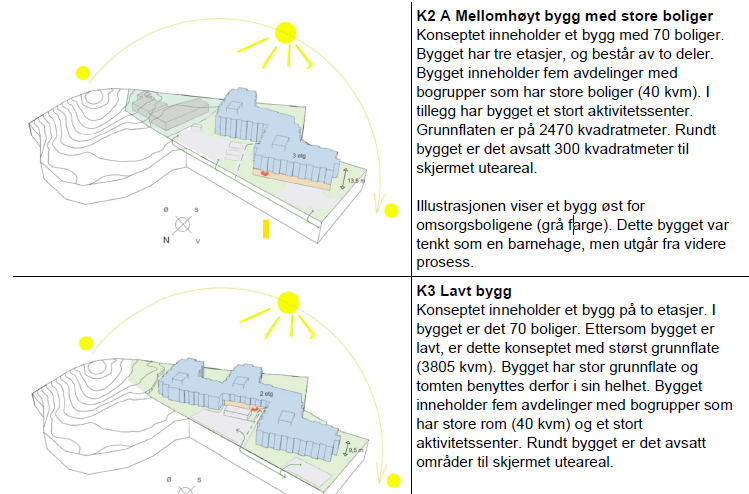 K2 A Mellomhøyt bygg med store boliger
Konseptet inneholder et bygg med 70 boliger.
Bygget har tre etasjer, og består av to deler.
Bygget inneholder fem avdelinger med
bogrupper som har store boliger (40 kvm). I
tillegg har bygget et stort aktivitetssenter.
Grunnflaten er på 2470 kvadratmeter. Rundt
bygget er det avsatt 300 kvadratmeter til
skjermet uteareal.
Illustrasjonen viser et bygg øst for
omsorgsboligene (grå farge). Dette bygget var
tenkt som en barnehage, men utgår fra videre
prosess.
3 etg
13,5 m
ø s
N v
K3 Lavt bygg
Konseptet inneholder et bygg på to etasjer. I
bygget er det 70 boliger. Ettersom bygget er
lavt, er dette konseptet med størst grunnflate
(3805 kvm). Bygget har stor grunnflate og
tomten benyttes derfor i sin helhet. Bygget
inneholder fem avdelinger med bogrupper som
har store rom (40 kvm) og et stort
aktivitetssenter. Rundt bygget er det avsatt
områder til skjermet uteareal.
2 etg
9,5 m
ø s